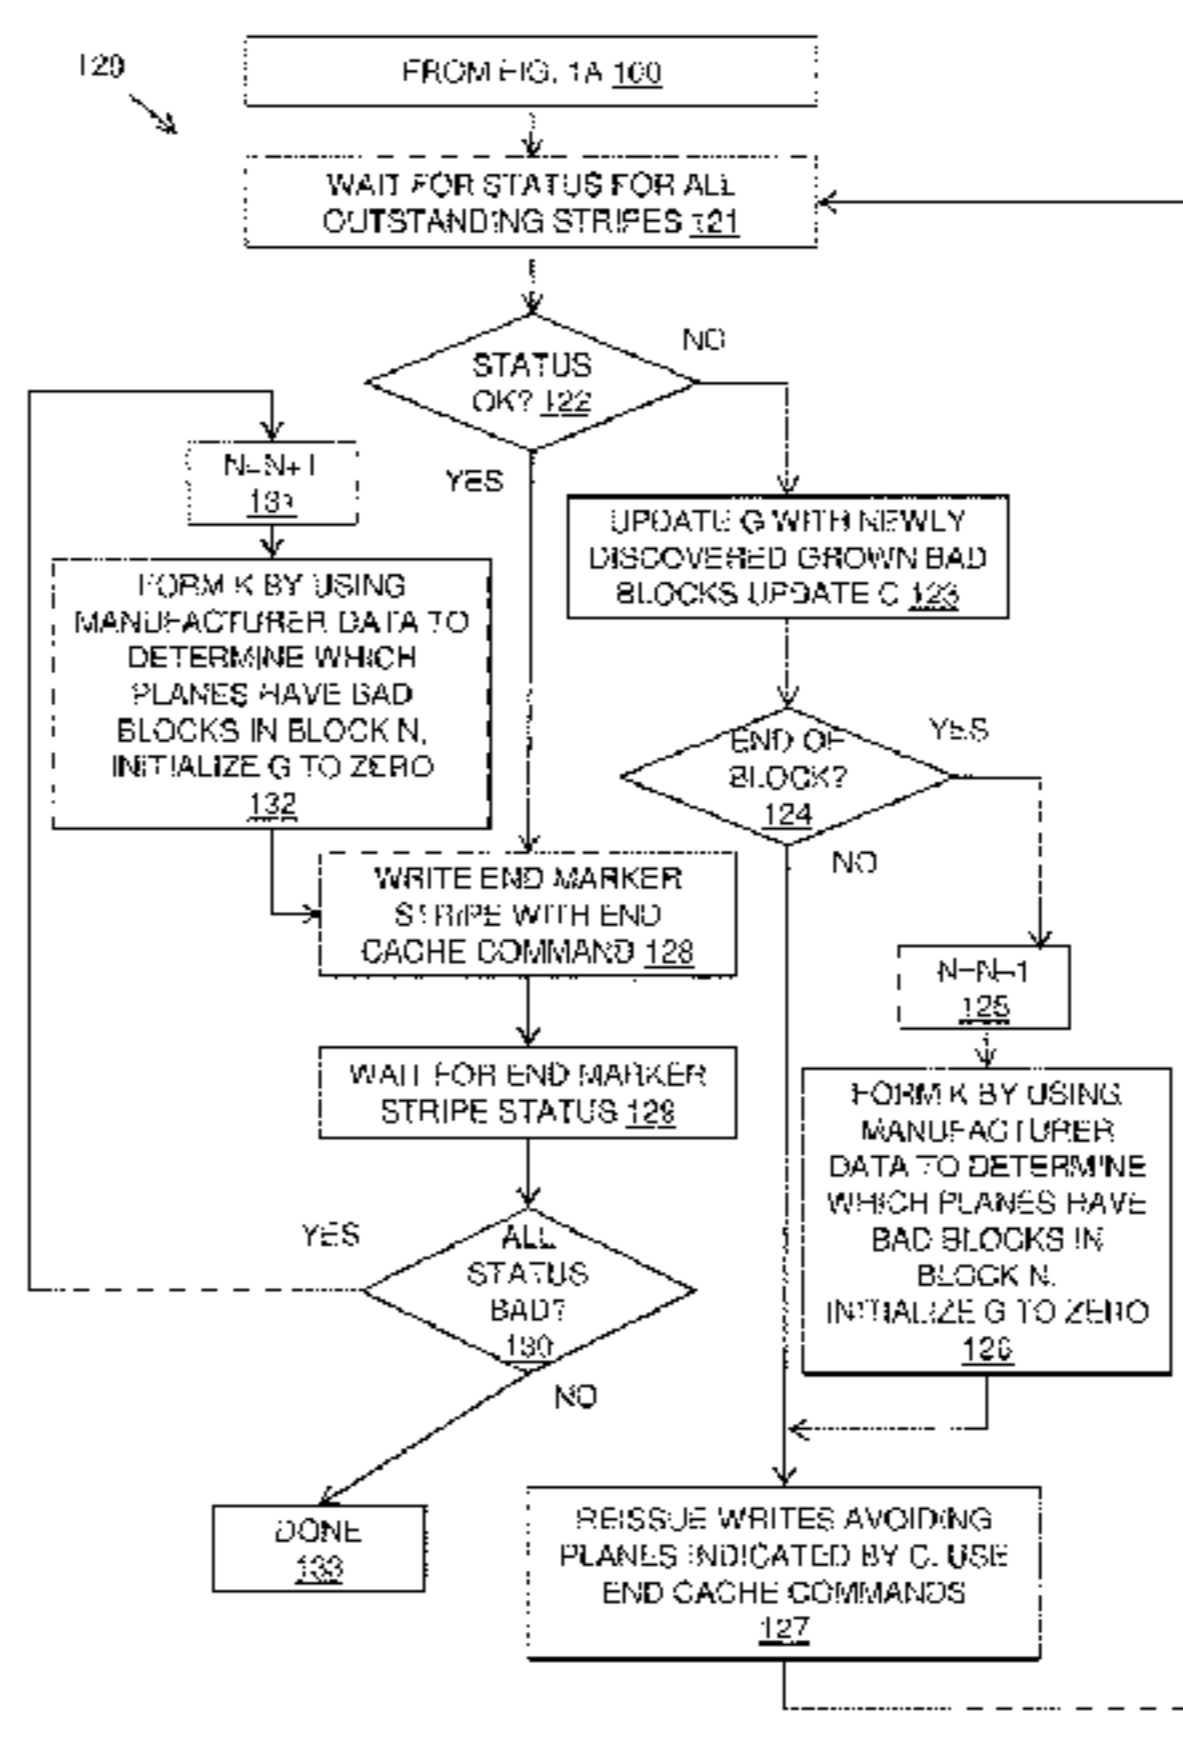 120
FROM FIG. 1A 100
WAIT FOR STATUS FOR ALL
OUTSTANDING STRIPES 121
STATUS
OK? 122
NO
YES
N=N+1
131
FORM K BY USING
MANUFACTURER DATA TO
DETERMINE WHICH
PLANES HAVE BAD
BLOCKS IN BLOCK N.
INITIALIZE G TO ZERO
132
UPDATE G WITH NEWLY
DISCOVERED GROWN BAD
BLOCKS UPDATE C 123
END OF
BLOCK?
124
YES
NO
WRITE END MARKER
STRIPE WITH END
CACHE COMMAND 128
N=N+1
125
WAIT FOR END MARKER
STRIPE STATUS 129
FORM K BY USING
MANUFACTURER
DATA TO DETERMINE
WHICH PLANES HAVE
BAD BLOCKS IN
BLOCK N.
INITIALIZE G TO ZERO
126
YES
ALL
STATUS
BAD?
130
NO
DONE
133
REISSUE WRITES AVOIDING
PLANES INDICATED BY C. USE
END CACHE COMMANDS
127